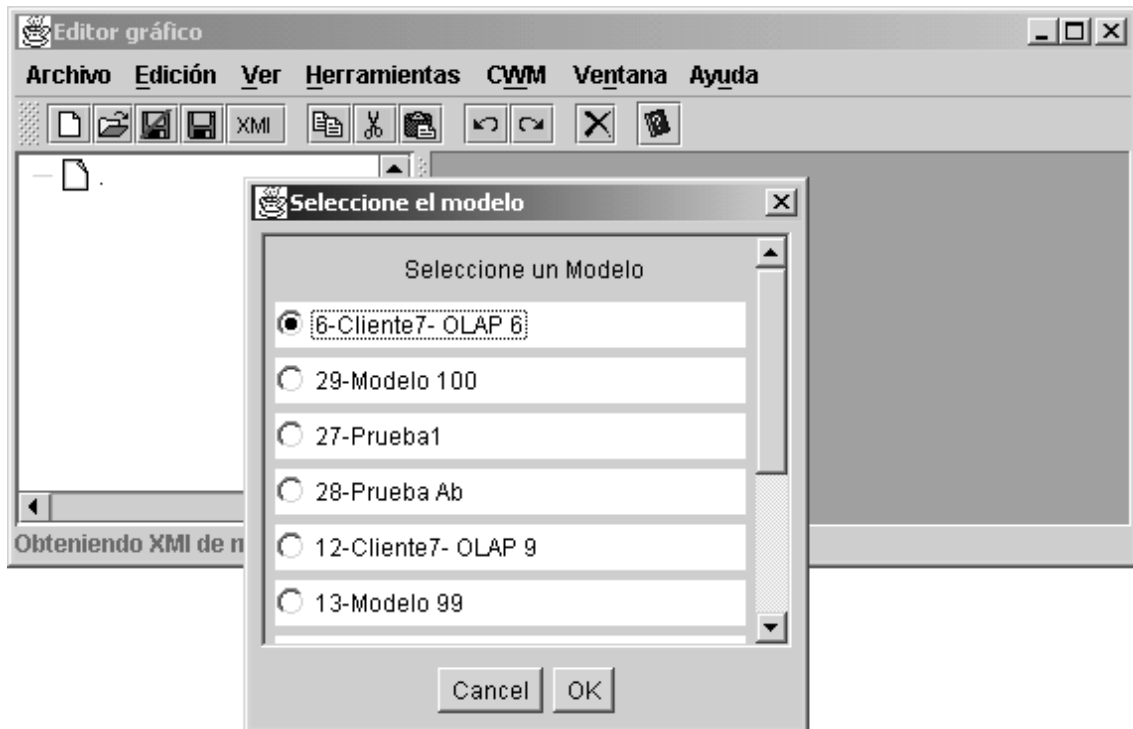 Editor gráfico
Archivo Edición Ver Herramientas CWM Ventana Ayuda
XMI
.
Seleccione el modelo
Seleccione un Modelo
6-Cliente7- OLAP 6
29-Modelo 100
27-Prueba1
28-Prueba Ab
12-Cliente7- OLAP 9
13-Modelo 99
Obteniendo XMI de
Cancel OK